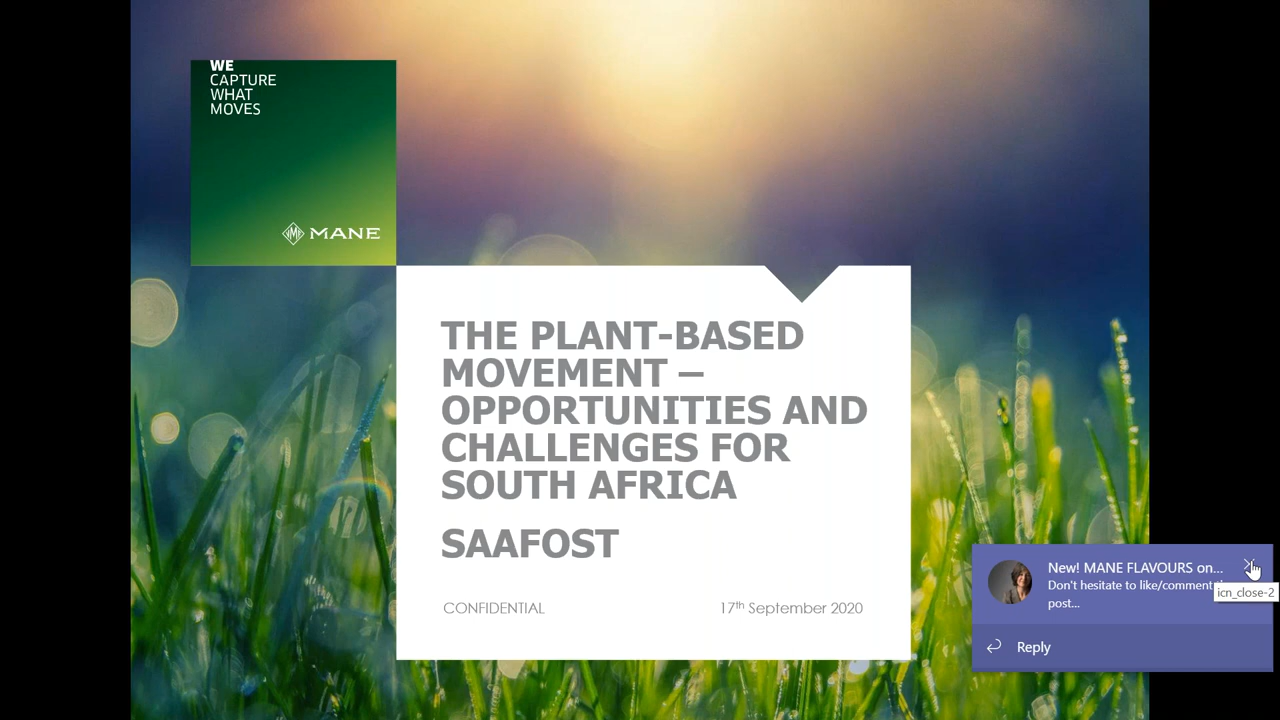 WE
CAPTURE
WHAT
MOVES
MANE
THE PLANT-BASED
MOVEMENT –
OPPORTUNITIES AND
CHALLENGES FOR
SOUTH AFRICA
SAAFOST
CONFIDENTIAL
17th September 2020
New! MANE FLAVOURS on...
Don't hesitate to like/comment
post...
icn_close-2
Reply